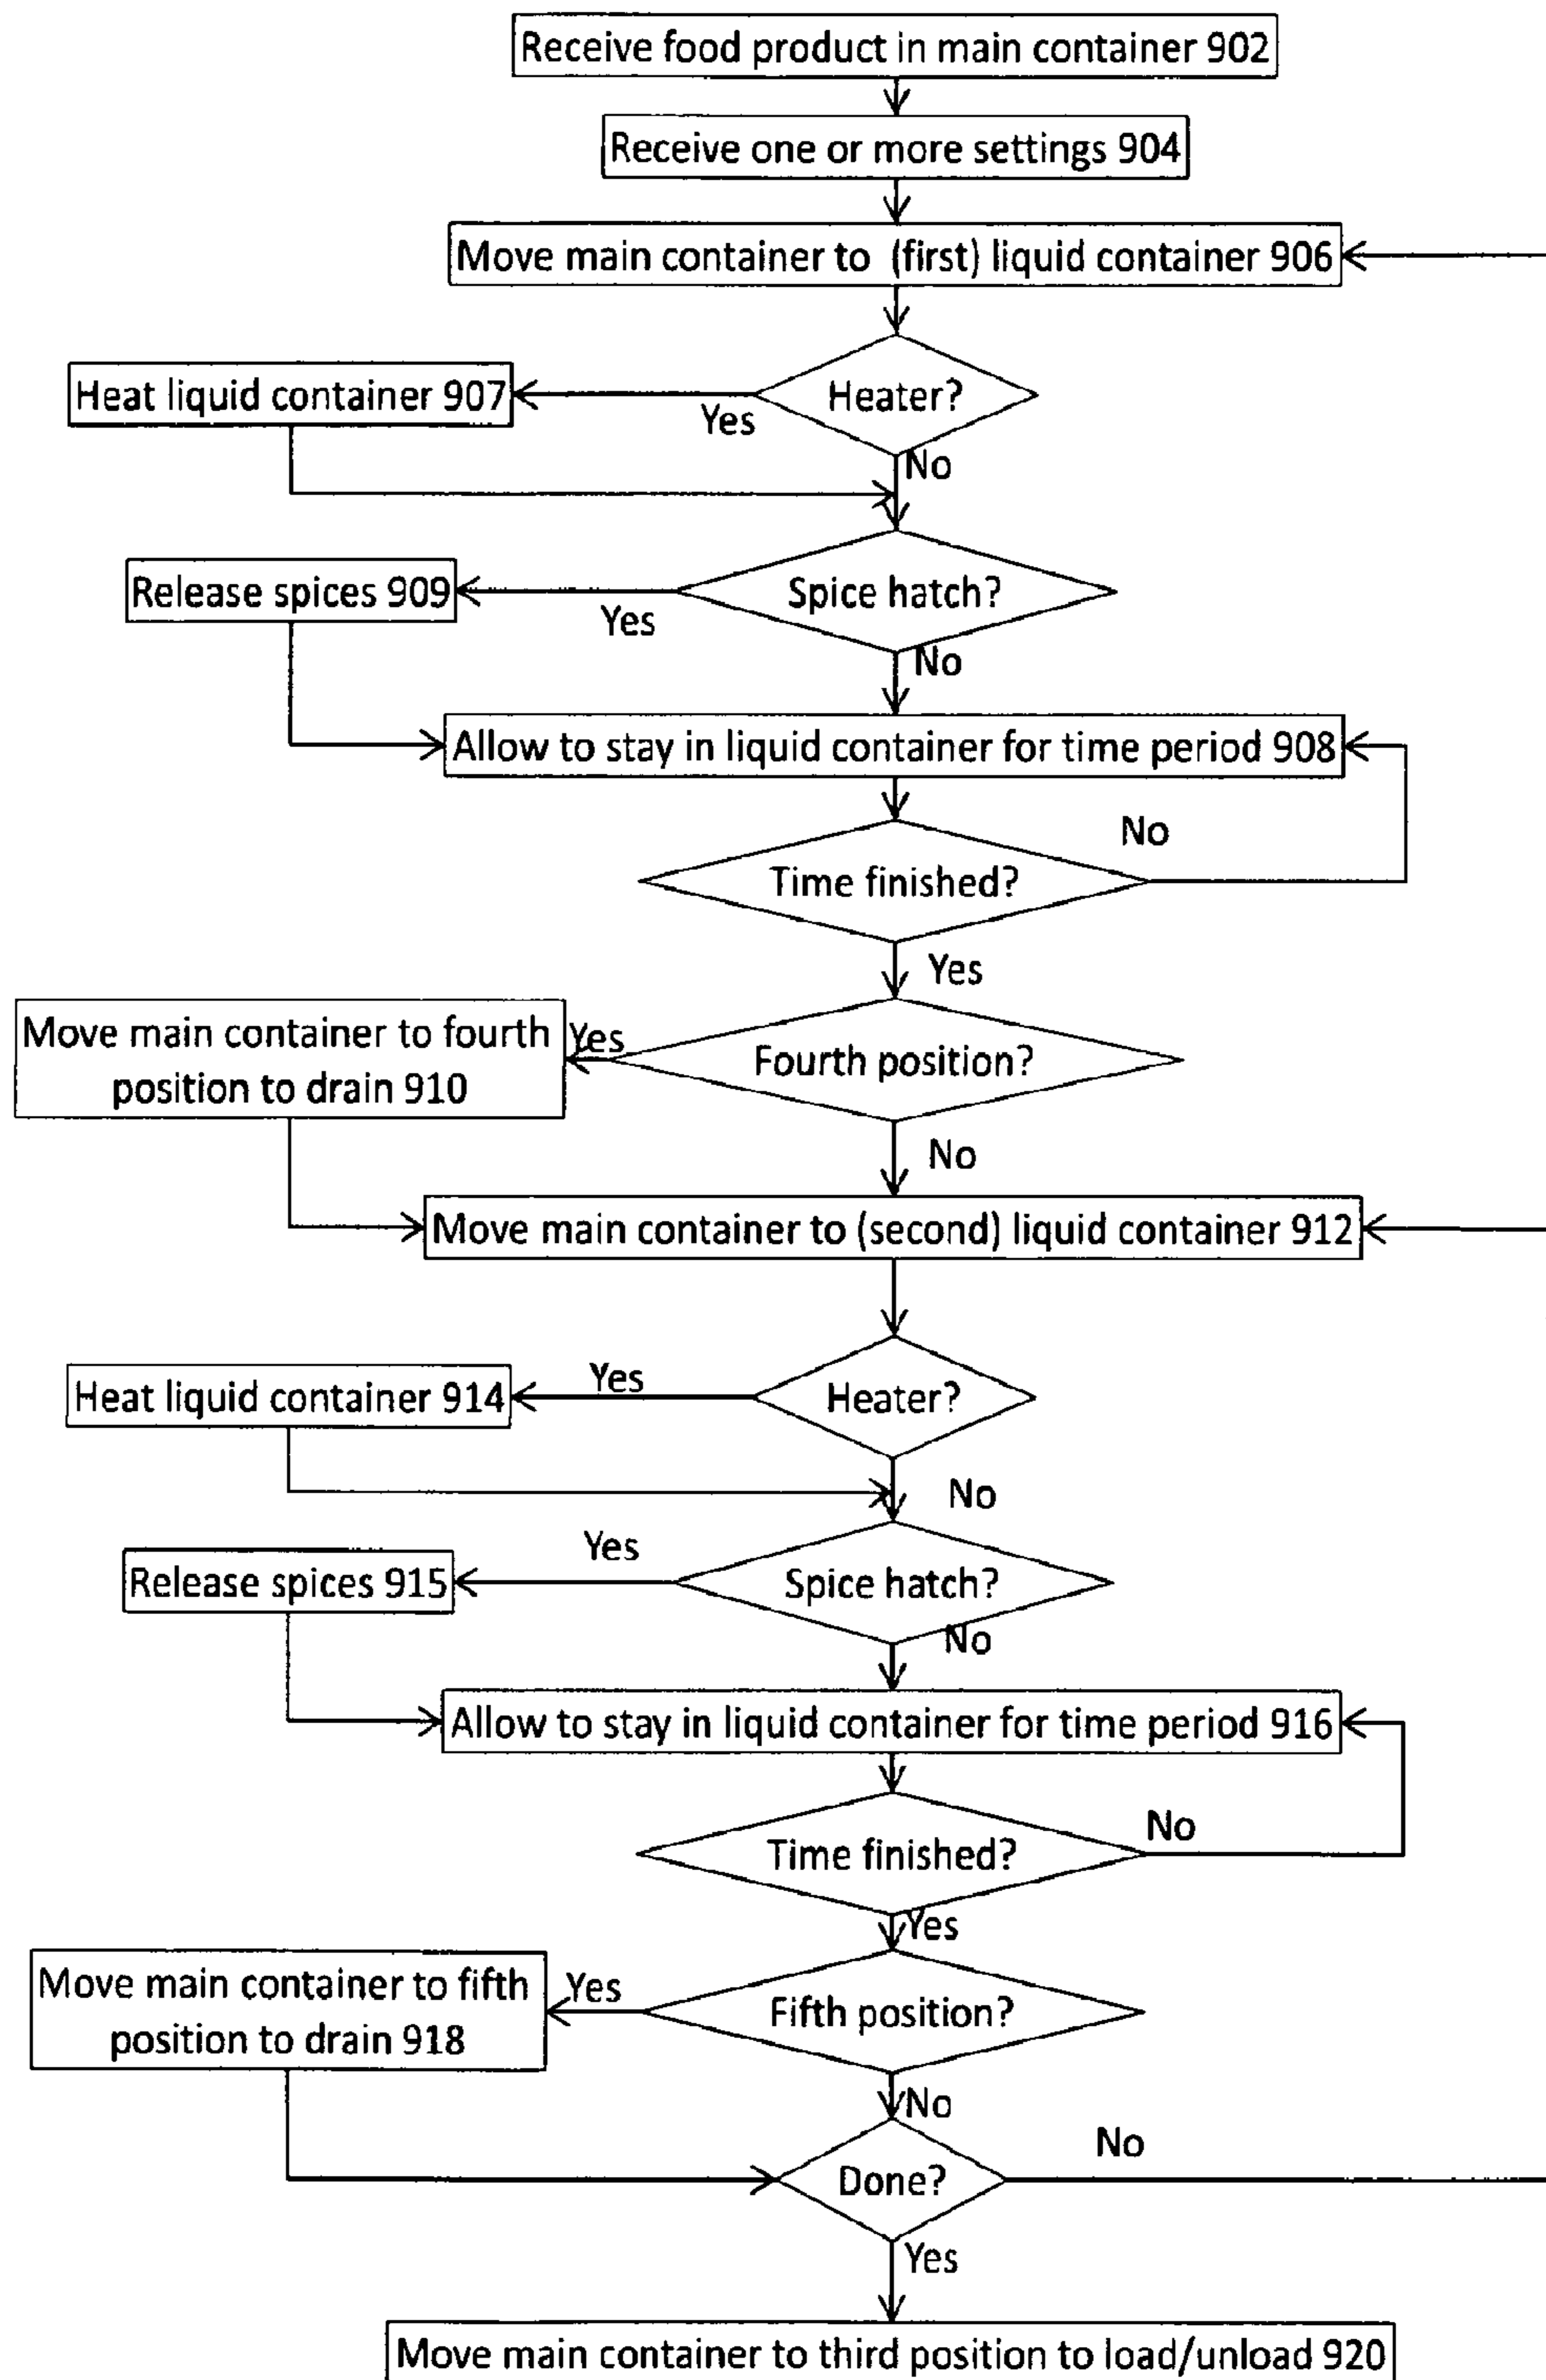 Receive food product in main container 902
Receive one or more settings 904
Move main container to (first) liquid container 906
Heater?
Heat liquid container 907
Yes
No
Spice hatch?
Release spices 909
Yes
No
Allow to stay in liquid container for time period 908
No
Time finished?
Yes
Move main container to fourth
position to drain 910
Yes
Fourth position?
No
Move main container to (second) liquid container 912
Heat liquid container 914
Yes
Heater?
No
Yes
Release spices 915
Spice hatch?
No
Allow to stay in liquid container for time period 916
No
Time finished?
Yes
Move main container to fifth
position to drain 918
Yes
Fifth position?
No
No
Done?
Yes
Move main container to third position to load/unload 920